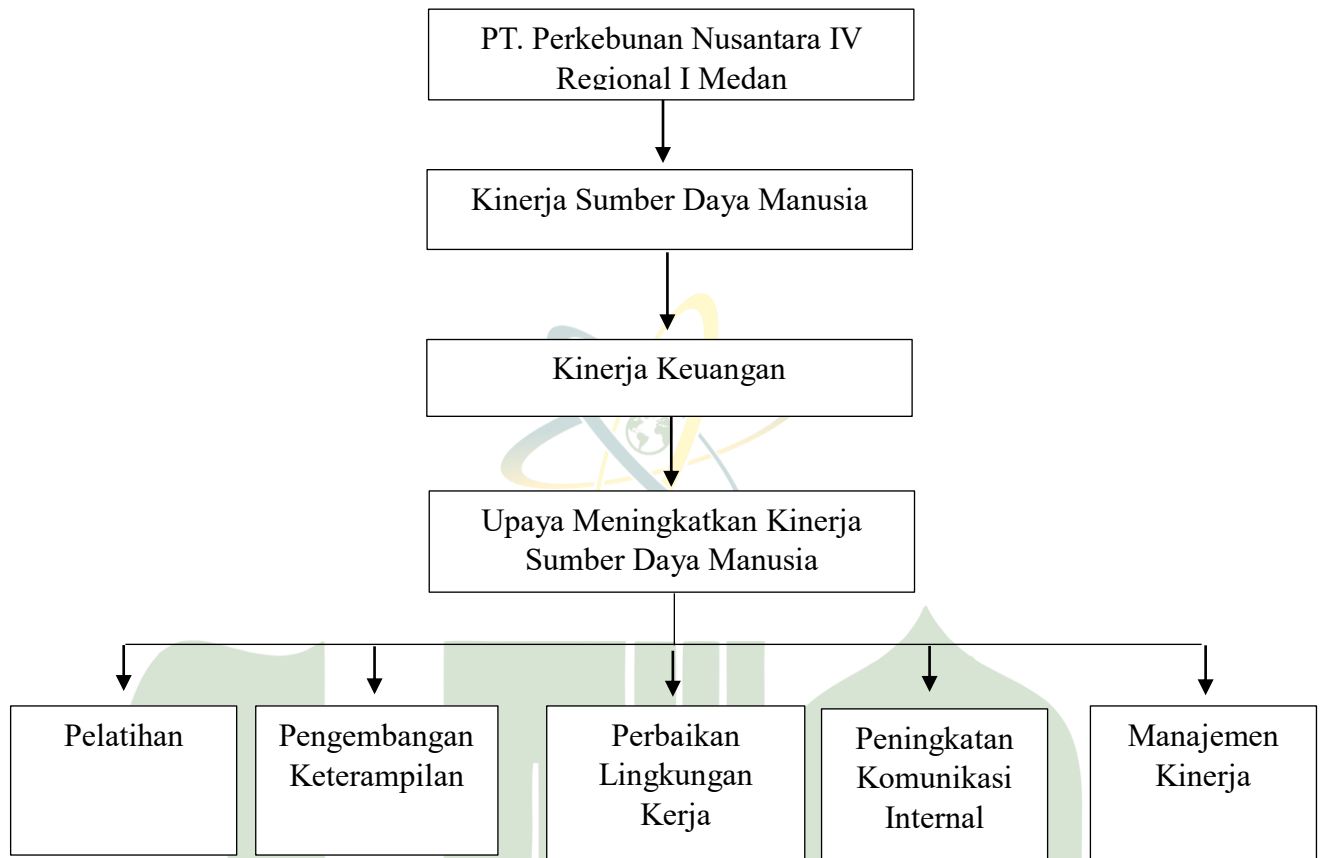 PT. Perkebunan Nusantara IV
Regional I Medan
Kinerja Sumber Daya Manusia
Kinerja Keuangan
Upaya Meningkatkan Kinerja
Sumber Daya Manusia
Pelatihan
Pengembangan
Keterampilan
Perbaikan
Lingkungan
Kerja
Peningkatan
Komunikasi
Internal
Manajemen
Kinerja